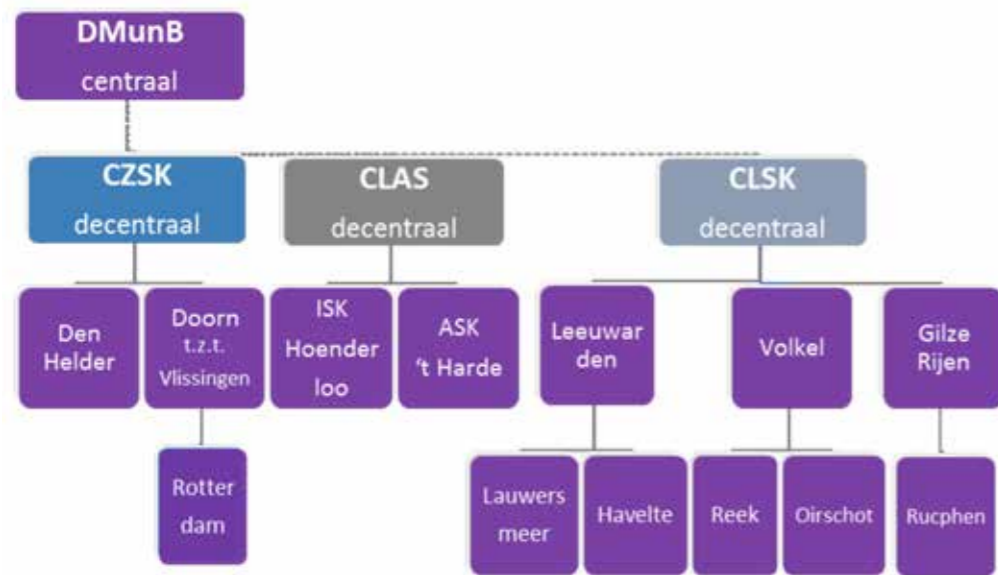 DMunB
centraal
CZSK
decentraal
CLAS
decentraal
CLSK
decentraal
Den
Helder
Doorn
t.z.t.
Vlissingen
ISK
Hoender
loo
ASK
‘t Harde
Leeuwar
den
Volkel
Gilze
Rijen
Rotter
dam
Lauwers
meer
Havelte
Reek
Oirschot
Rucphen